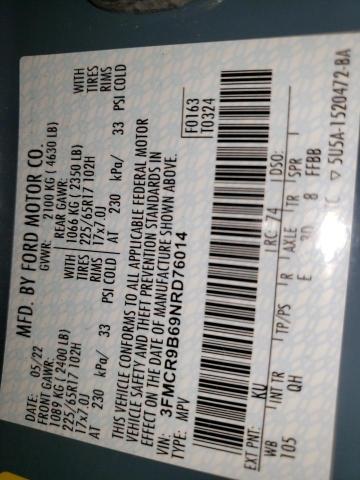 MFD. BY FORD MOTOR CO.
DATE: 05/22 GVWR: 2100 KG ( 4630 LB)
FRONT GAWR: REAR GAWR:
1089 KG ( 2400 LB) WITH 1066 KG ( 2350 LB) WITH
225/65R17 102H TIRES 225/65R17 102H TIRES
17x7.0J RIMS 17x7.0J RIMS
AT 230 kPa/ 33 PSI COLD AT 230 kPa/ 33 PSI COLD
THIS VEHICLE CONFORMS TO ALL APPLICABLE FEDERAL MOTOR
VEHICLE SAFETY AND THEFT PREVENTION STANDARDS IN
EFFECT ON THE DATE OF MANUFACTURE SHOWN ABOVE.
VIN: 3FMCR9B69NRD76014 F0163
TYPE: MPV T0324
EXT PNT: KU RC: 74 DSO:
WB INT TR TP/PS R AXLE TR SPR
105 QH E 3D 8 FFBB
▽ 5U5A-1520472-BA